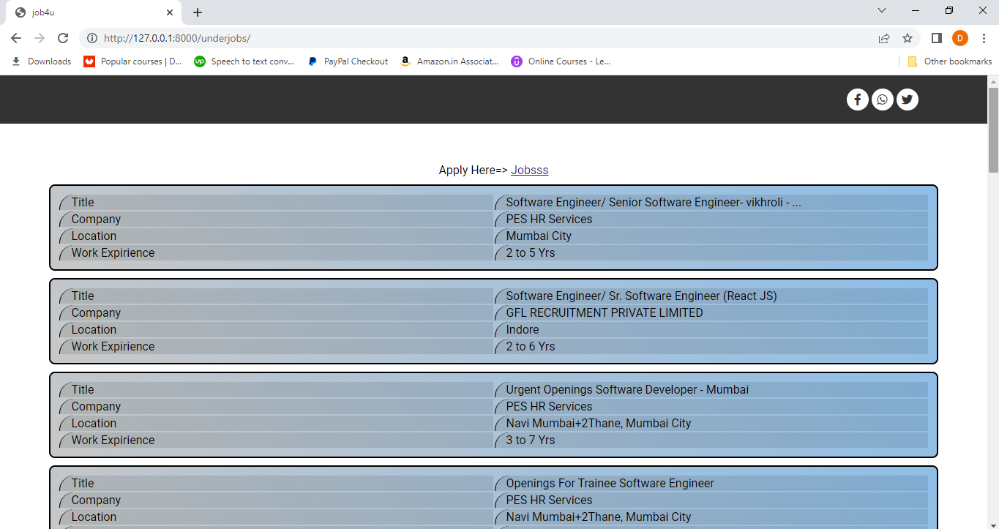 job4u
http://127.0.0.1:8000/underjobs/
D
Downloads Popular courses | D... up Speech to text conv... PayPal Checkout a Amazon.in Associat... Online Courses - Le... Other bookmarks
Apply Here=> Jobsss
Title Software Engineer/ Senior Software Engineer- vikhroli - ...
Company PES HR Services
Location Mumbai City
Work Expirience 2 to 5 Yrs
Title Software Engineer/ Sr. Software Engineer (React JS)
Company GFL RECRUITMENT PRIVATE LIMITED
Location Indore
Work Expirience 2 to 6 Yrs
Title Urgent Openings Software Developer - Mumbai
Company PES HR Services
Location Navi Mumbai+2Thane, Mumbai City
Work Expirience 3 to 7 Yrs
Title Openings For Trainee Software Engineer
Company PES HR Services
Location Navi Mumbai+2Thane, Mumbai City